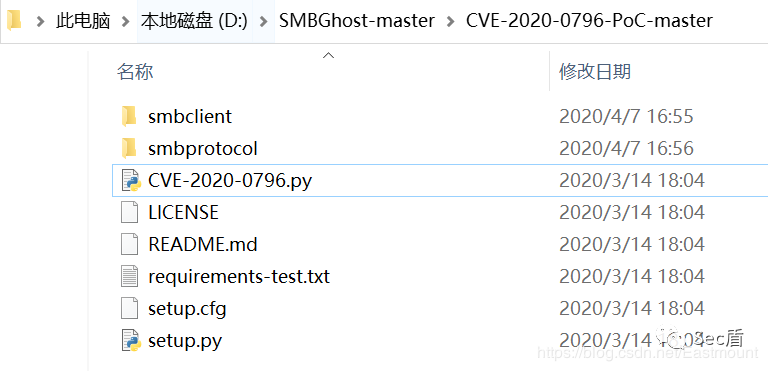 此电脑 本地磁盘 (D:) SMBGhost-master CVE-2020-0796-PoC-master
名称 修改日期
smbclient 2020/4/7 16:55
smbprotocol 2020/4/7 16:56
CVE-2020-0796.py 2020/3/14 18:04
LICENSE 2020/3/14 18:04
README.md 2020/3/14 18:04
requirements-test.txt 2020/3/14 18:04
setup.cfg 2020/3/14 18:04
setup.py 2020/3/14 18:04
Sec盾
https://blog.csdn.net/Eastmount